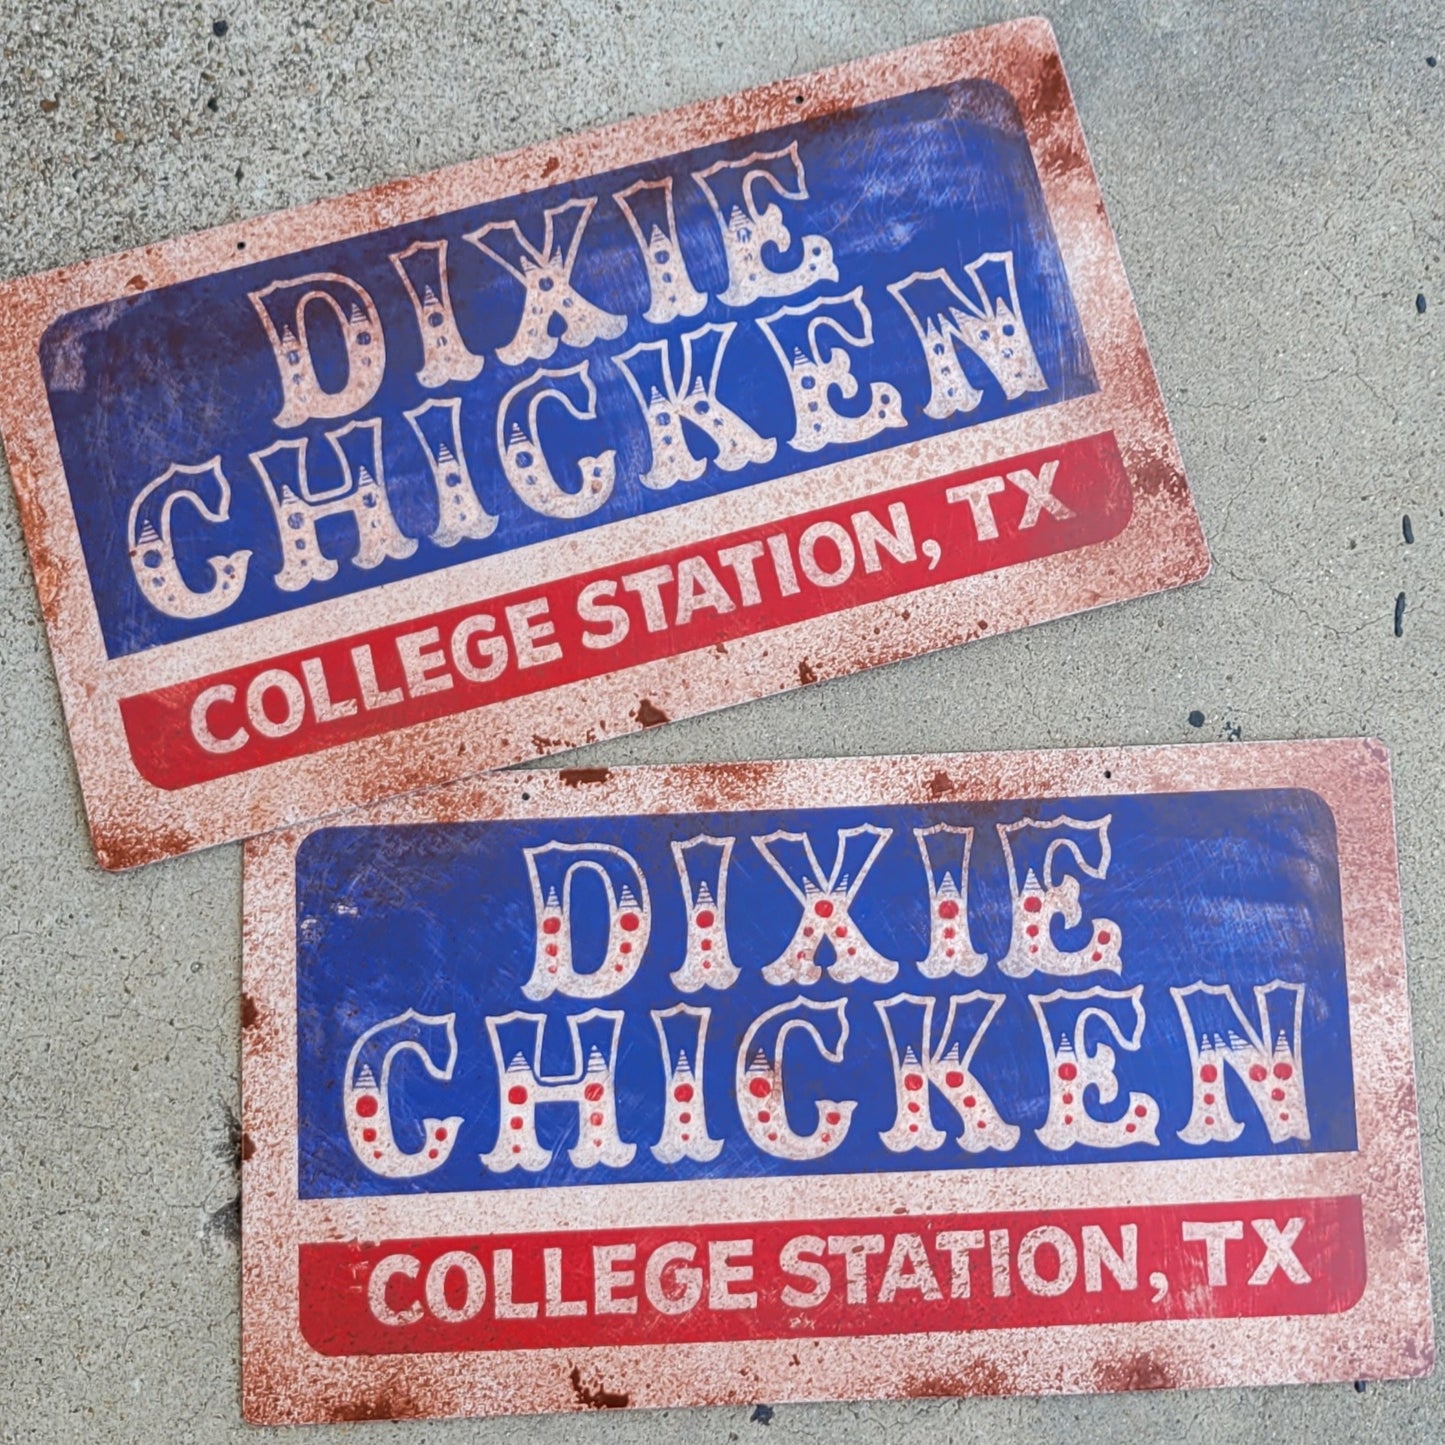 DIXIE
CHICKEN
COLLEGE STATION, TX
DIXIE
CHICKEN
COLLEGE STATION, TX